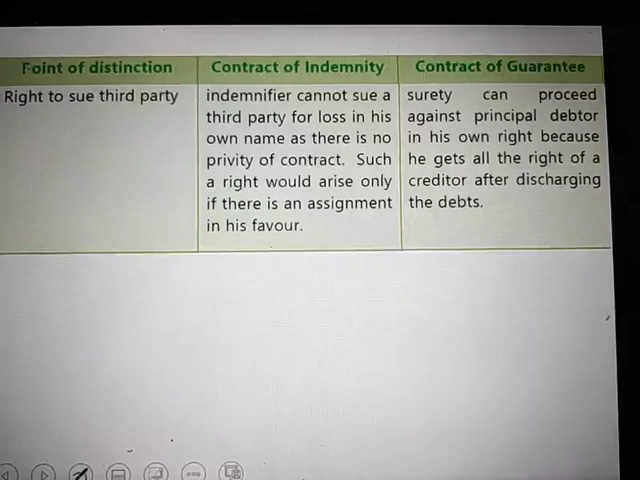 Point of distinction
Contract of Indemnity
Contract of Guarantee
Right to sue third party
indemnifier cannot sue a
third party for loss in his
own name as there is no
privity of contract. Such
a right would arise only
if there is an assignment
in his favour.
surety can proceed
against principal debtor
in his own right because
he gets all the right of a
creditor after discharging
the debts.